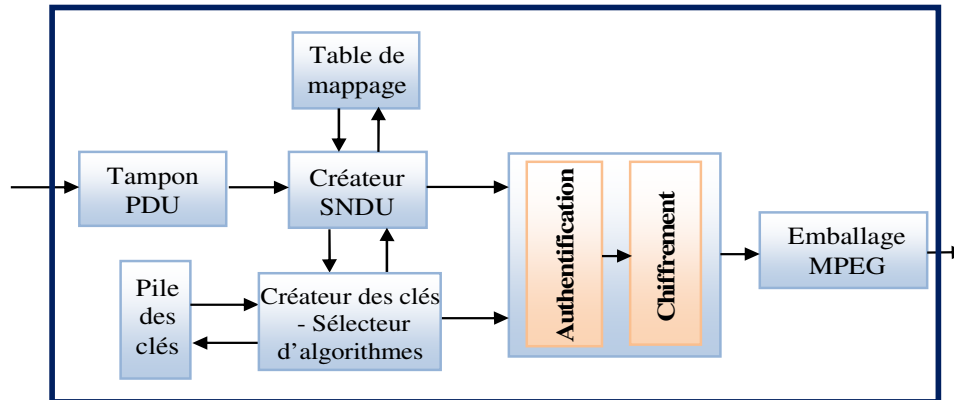 Table de
mappage
Tampon
PDU
Créateur
SNDU
Authentification
Chiffrement
Emballage
MPEG
Pile
des
clés
Créateur des clés
- Sélecteur
d'algorithmes